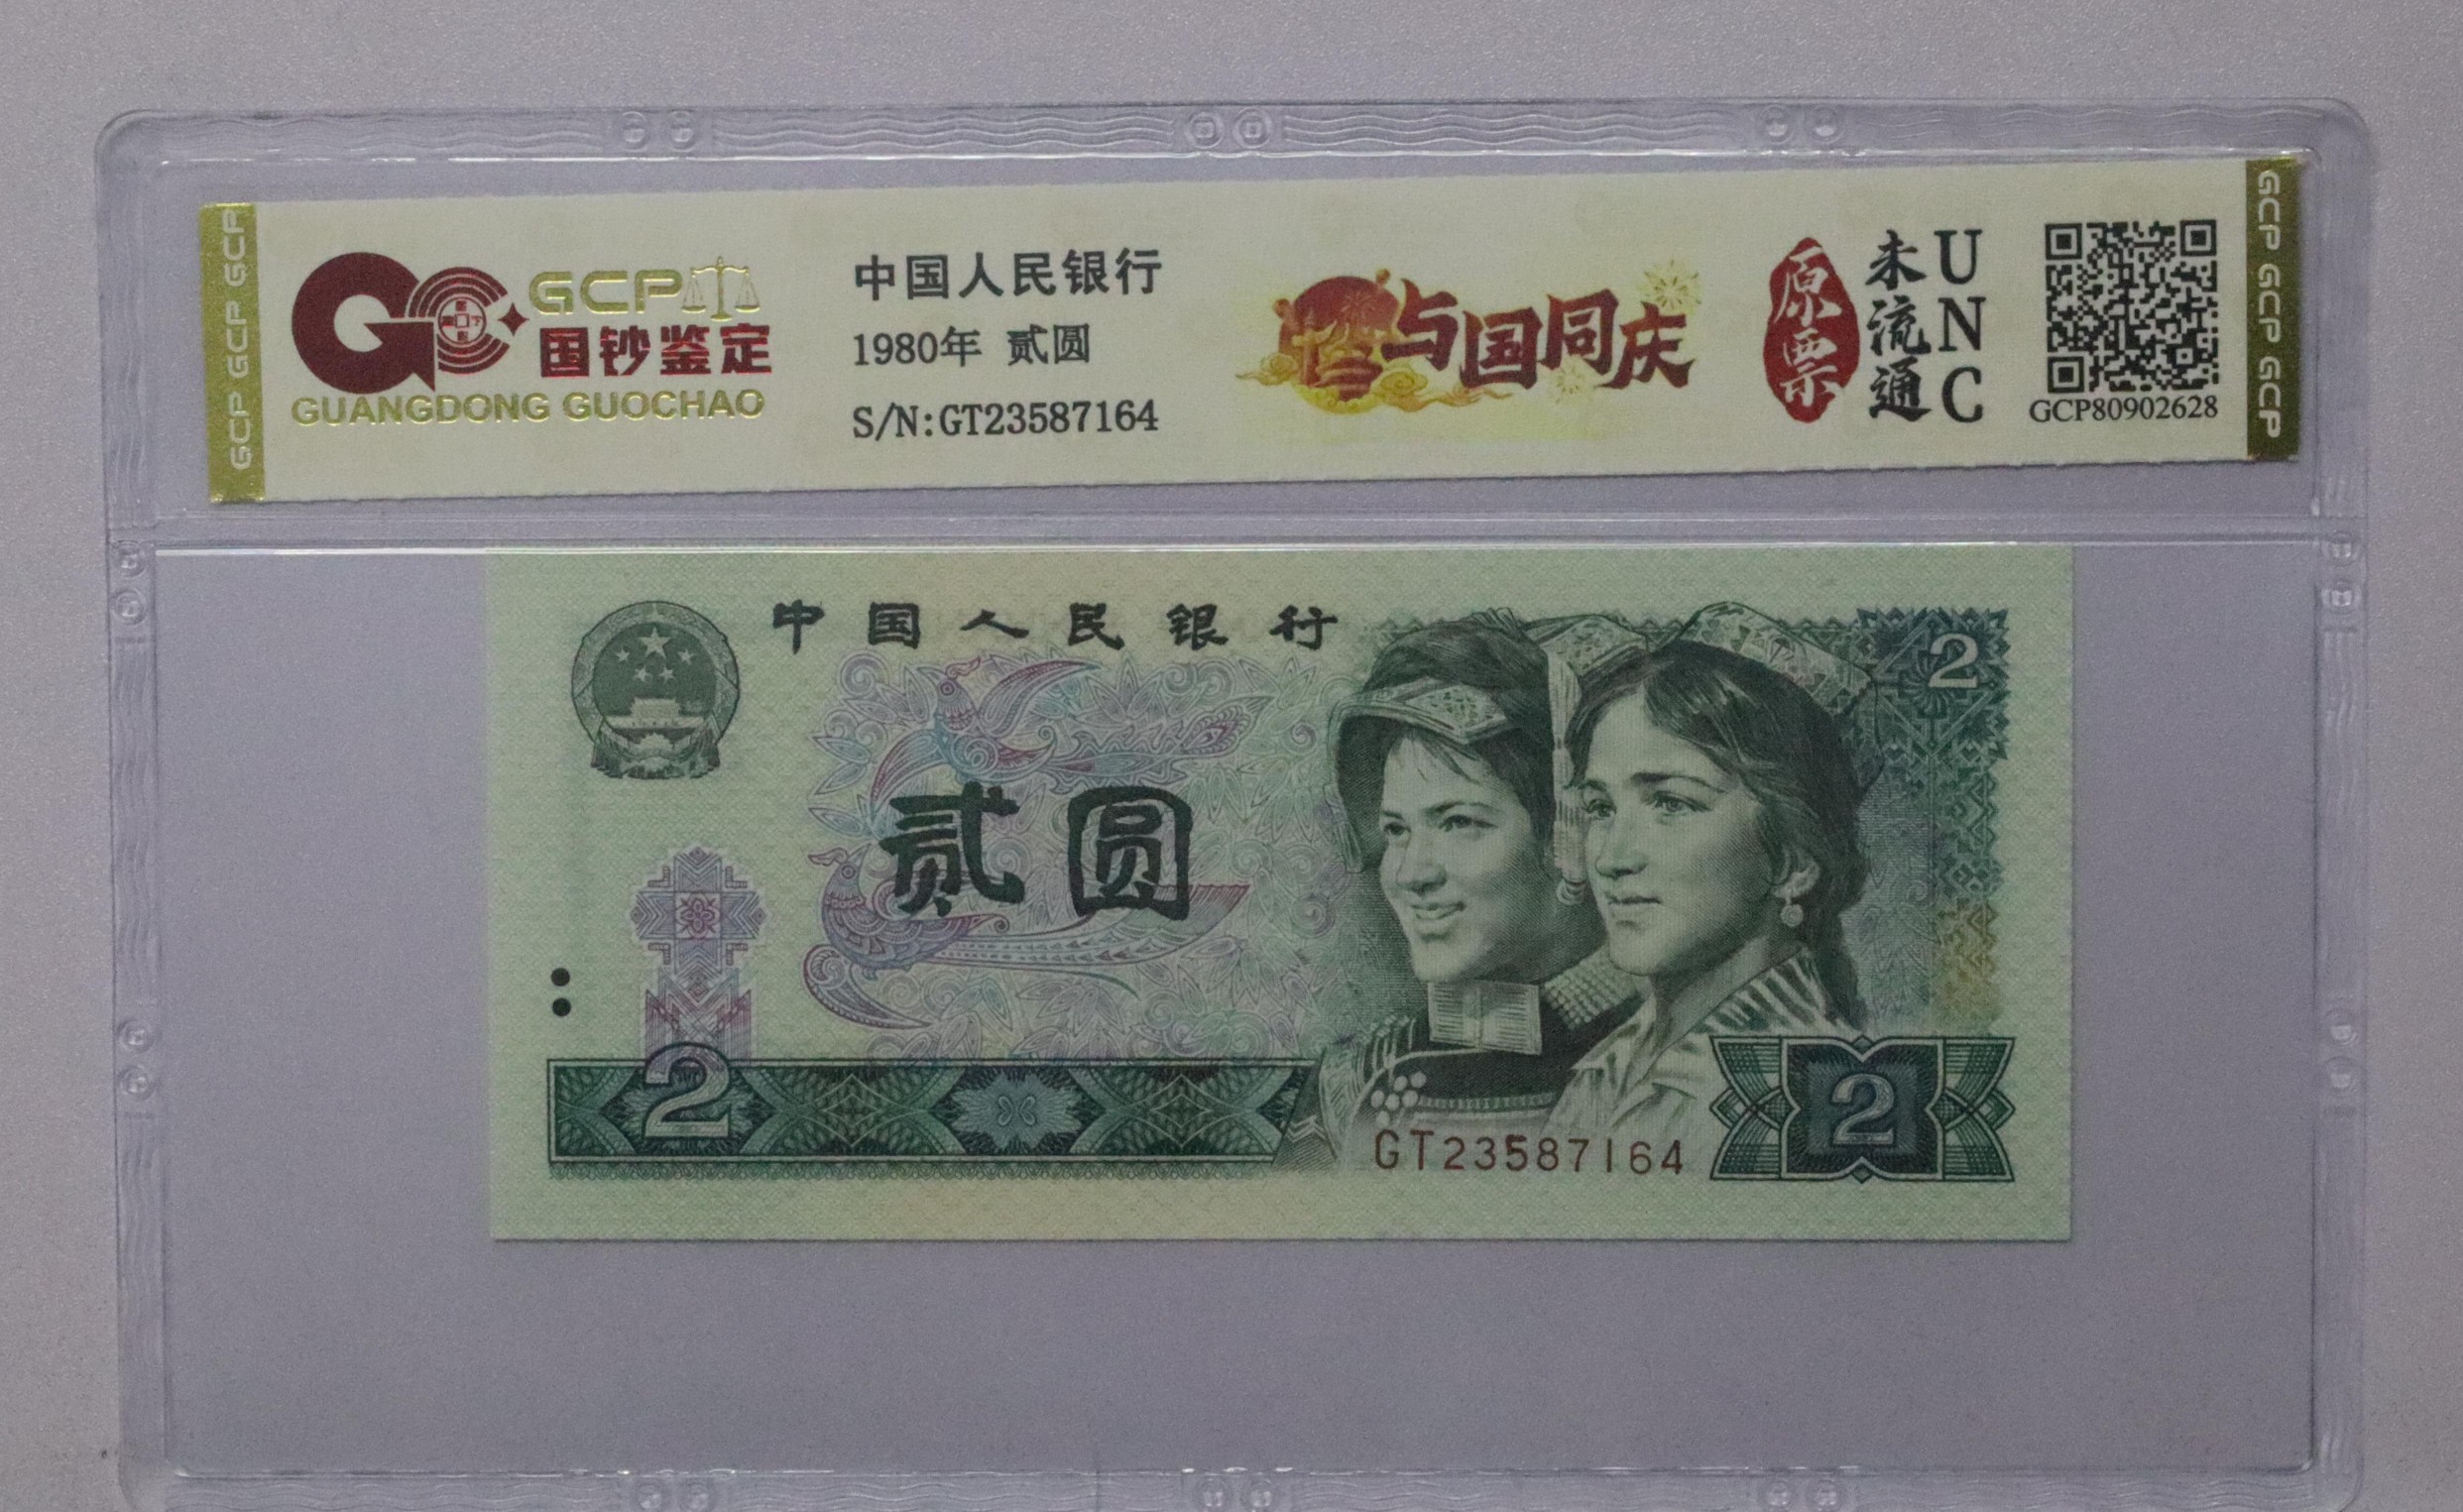 GCP GCP GCP
GCP
国钞鉴定
GUANGDONG GUOCHAO
中国人民银行
1980年 贰圆
S/N:GT23587164
与国同庆
原票
未流通
UNC
GCP80902628
GCP GCP GCP
中国人民银行
2
贰圆
2
GT23587164
2